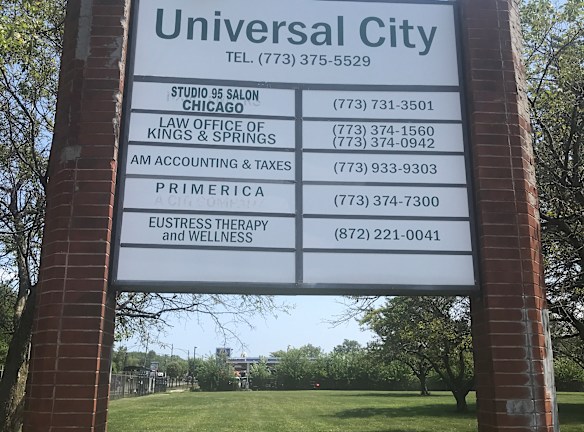 Universal City
TEL. (773) 375-5529
STUDIO 95 SALON
CHICAGO
(773) 731-3501
LAW OFFICE OF
KINGS & SPRINGS
(773) 374-1560
(773) 374-0942
AM ACCOUNTING & TAXES
(773) 933-9303
PRIMERICA
(773) 374-7300
EUSTRESS THERAPY
and WELLNESS
(872) 221-0041